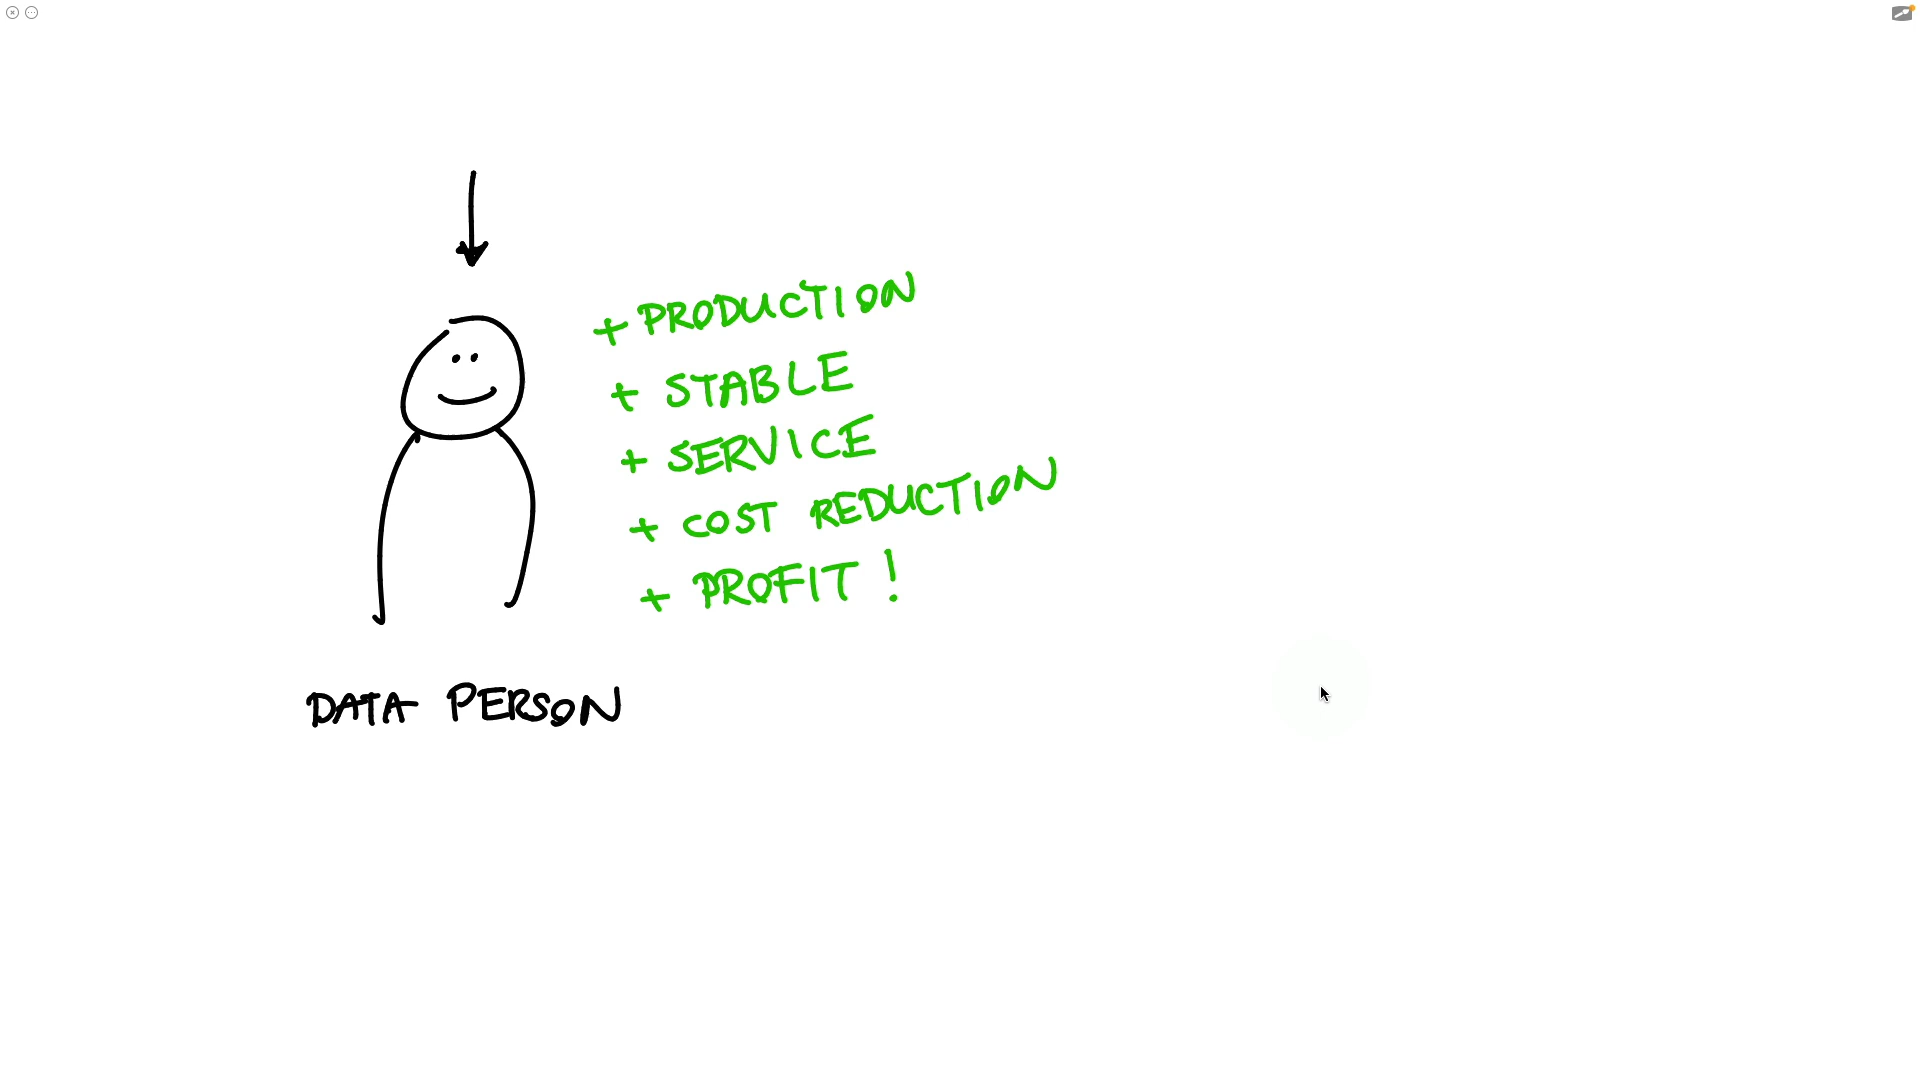 + PRODUCTION
+ STABLE
+ SERVICE
+ COST REDUCTION
+ PROFIT !
DATA PERSON